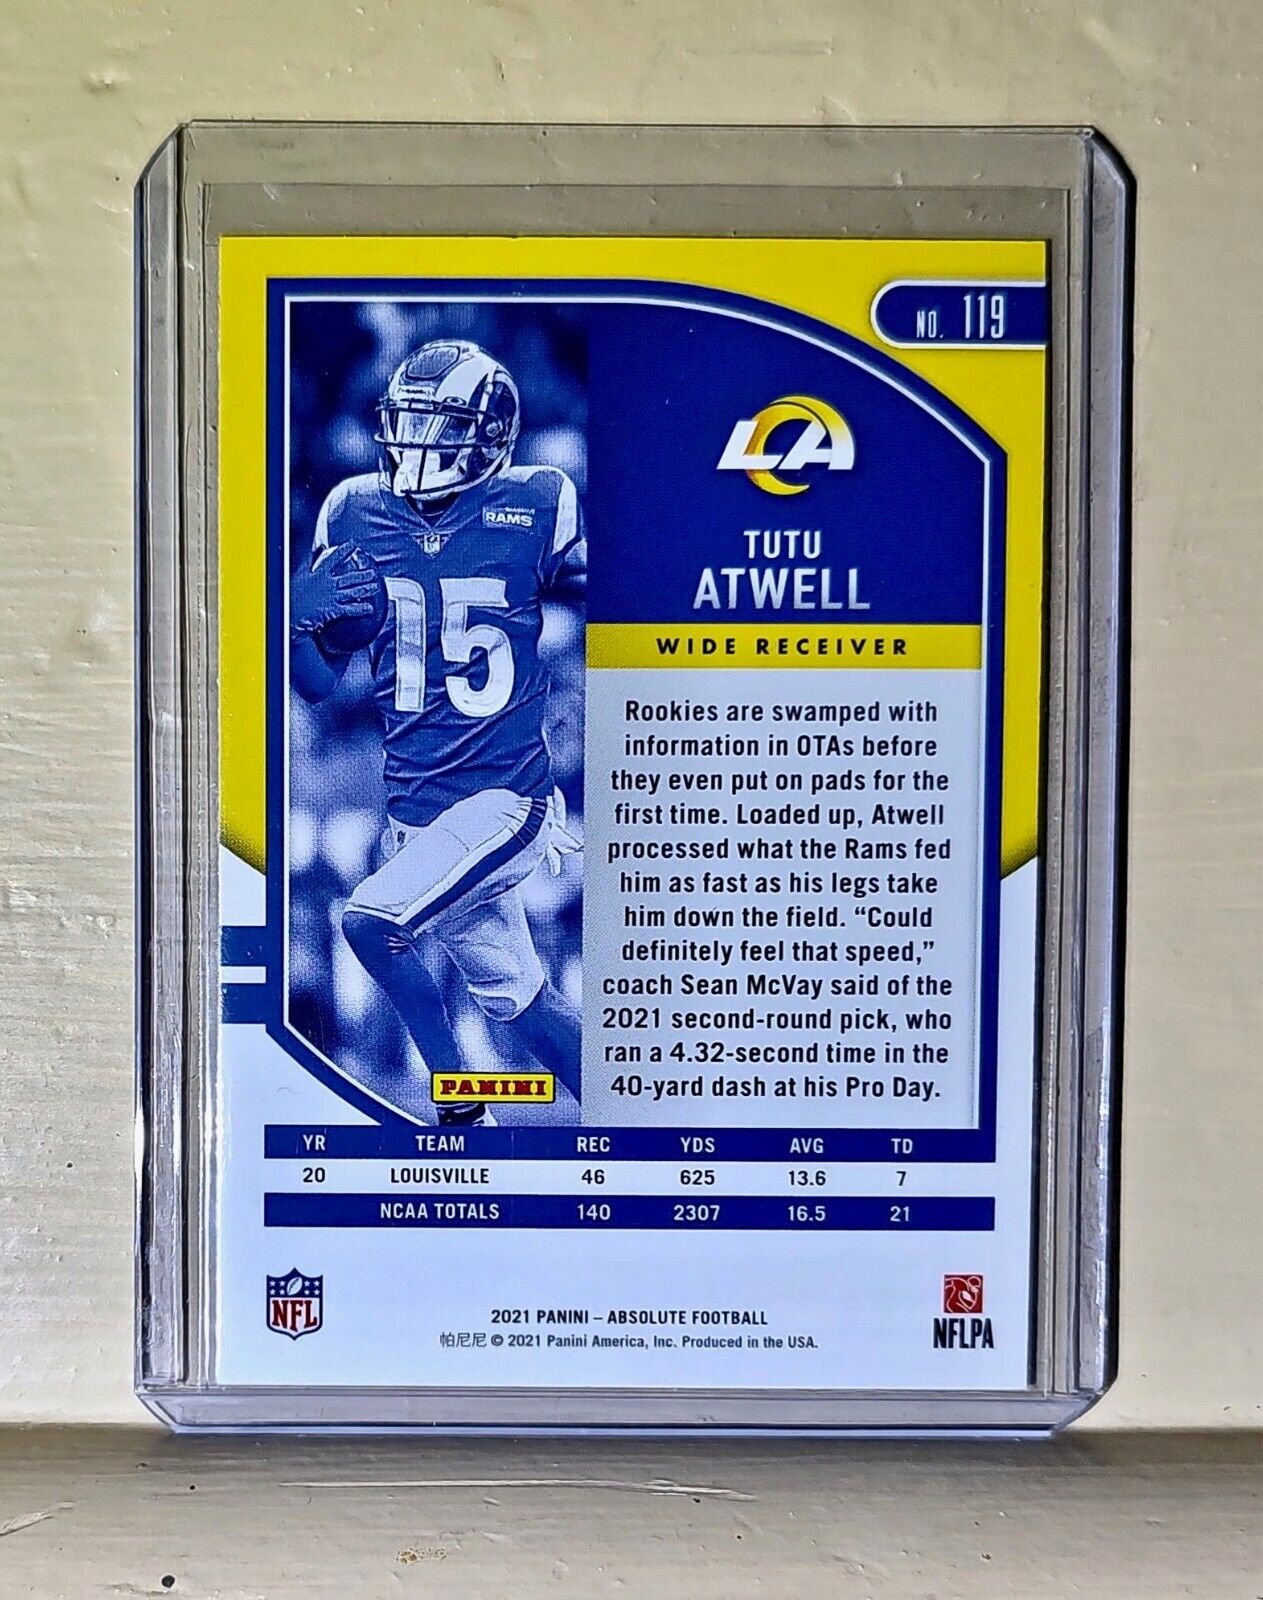 NO. 119
LA
RAMS
15
TUTU
ATWELL
WIDE RECEIVER
Rookies are swamped with
information in OTAs before
they even put on pads for the
first time. Loaded up, Atwell
processed what the Rams fed
him as fast as his legs take
him down the field. “Could
definitely feel that speed,”
coach Sean McVay said of the
2021 second-round pick, who
ran a 4.32-second time in the
40-yard dash at his Pro Day.
PANINI
YR TEAM REC YDS AVG TD
20 LOUISVILLE 46 625 13.6 7
NCAA TOTALS 140 2307 16.5 21
NFL
2021 PANINI – ABSOLUTE FOOTBALL
帕尼尼 © 2021 Panini America, Inc. Produced in the USA.
NFLPA